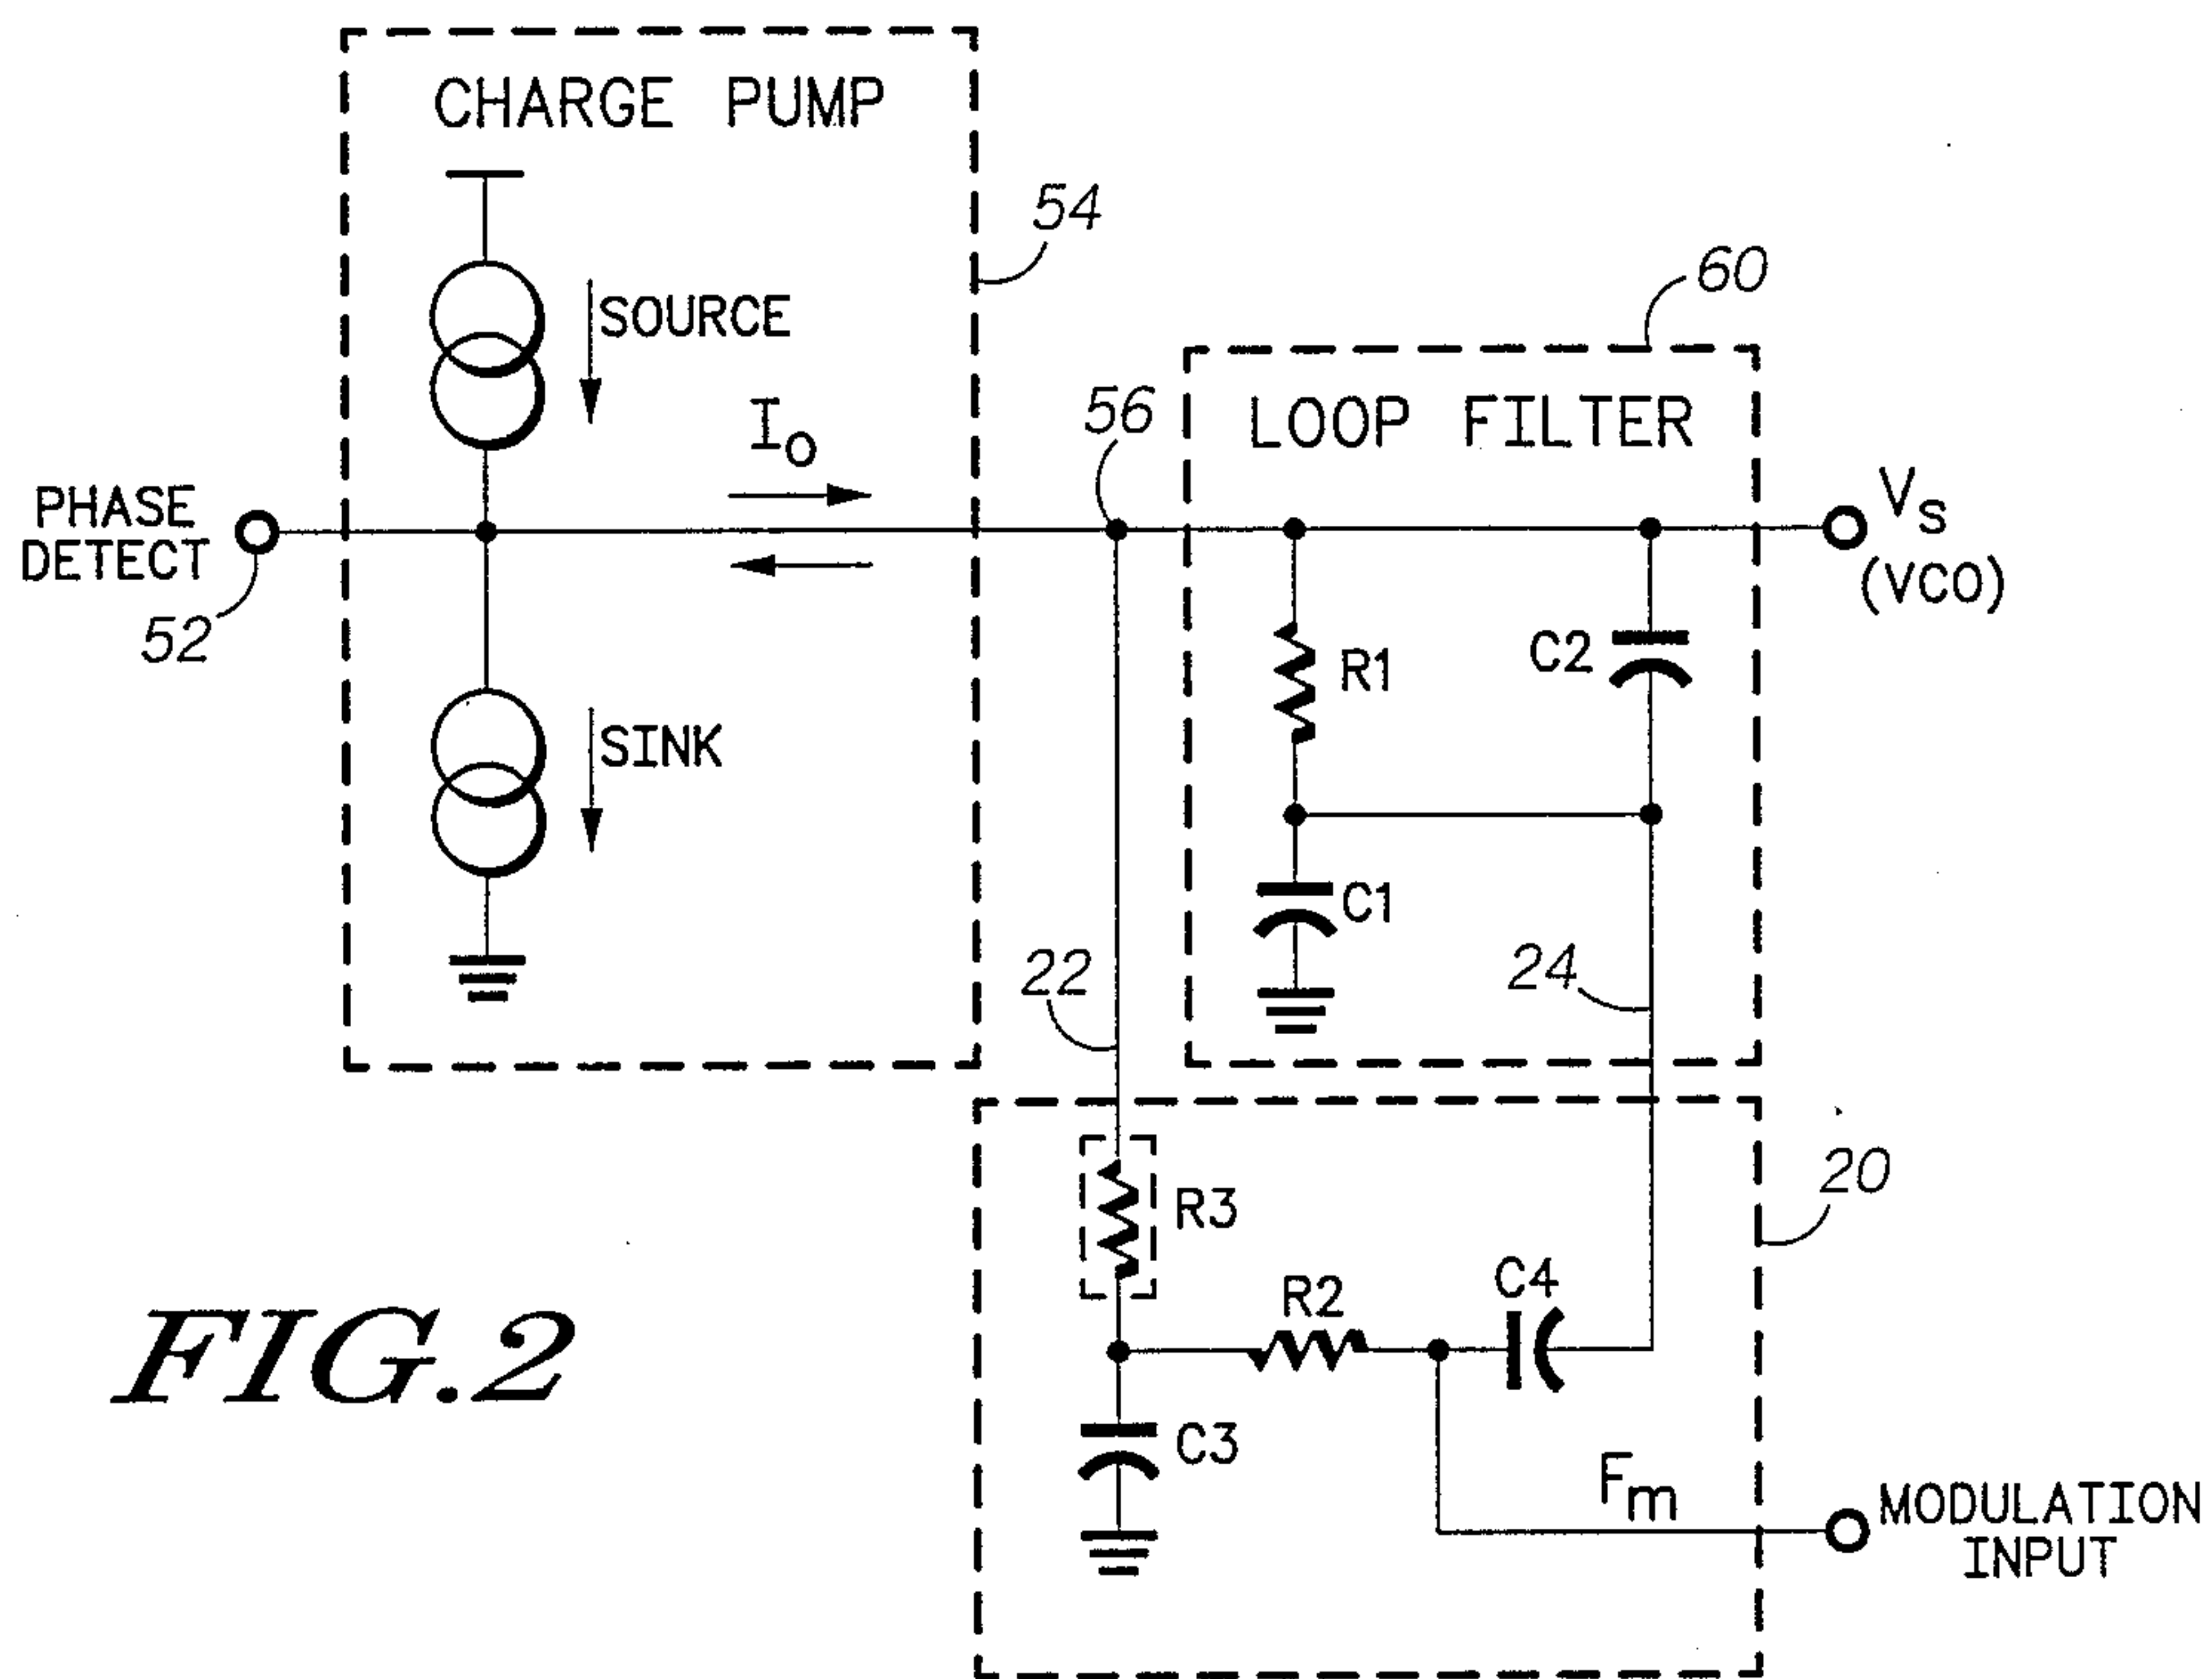 CHARGE PUMP
54
SOURCE
60
I₀
56
LOOP FILTER
PHASE
DETECT
52
Vs
(VCO)
R1
C2
SINK
C1
22
24
R3
20
R2
C4
C3
Fm
MODULATION
INPUT
FIG.2